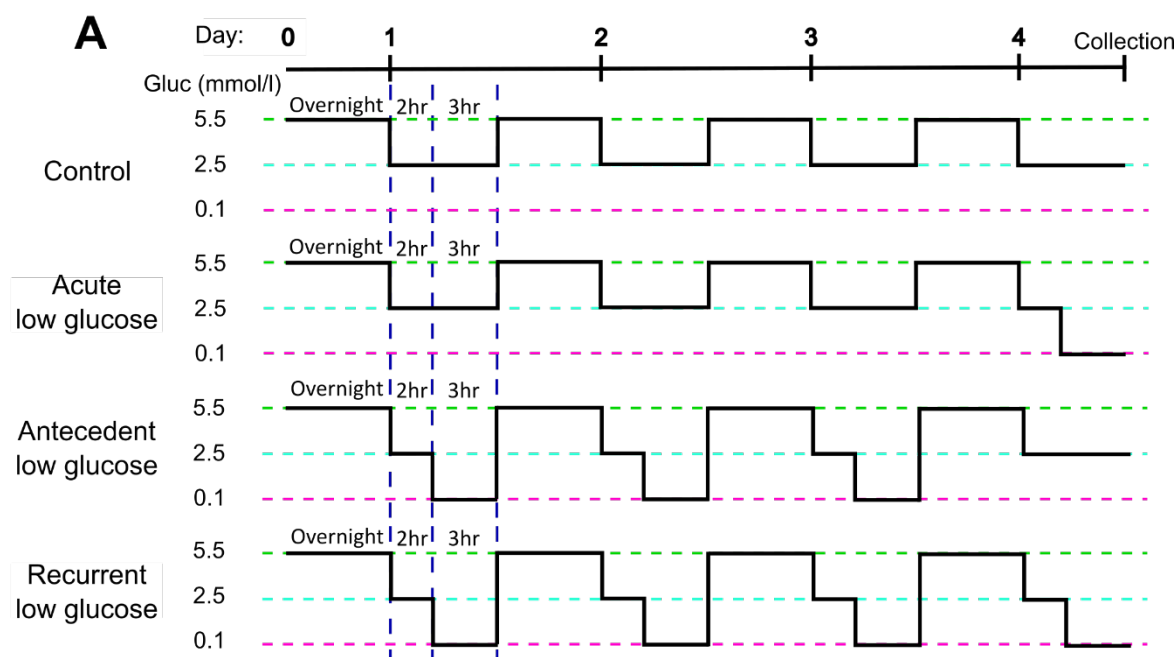 A
Day: 0 1 2 3 4 Collection
Gluc (mmol/l)
Overnight 2hr 3hr
5.5
Control
2.5
0.1
Overnight 2hr 3hr
5.5
Acute
low glucose
2.5
0.1
Overnight 2hr 3hr
5.5
Antecedent
low glucose
2.5
0.1
Overnight 2hr 3hr
5.5
Recurrent
low glucose
2.5
0.1